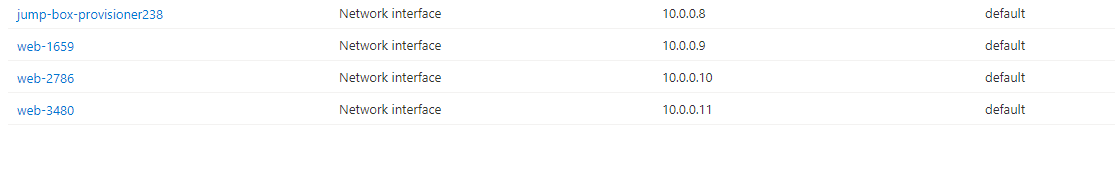 jump-box-provisioner238 Network interface 10.0.0.8 default
web-1659 Network interface 10.0.0.9 default
web-2786 Network interface 10.0.0.10 default
web-3480 Network interface 10.0.0.11 default